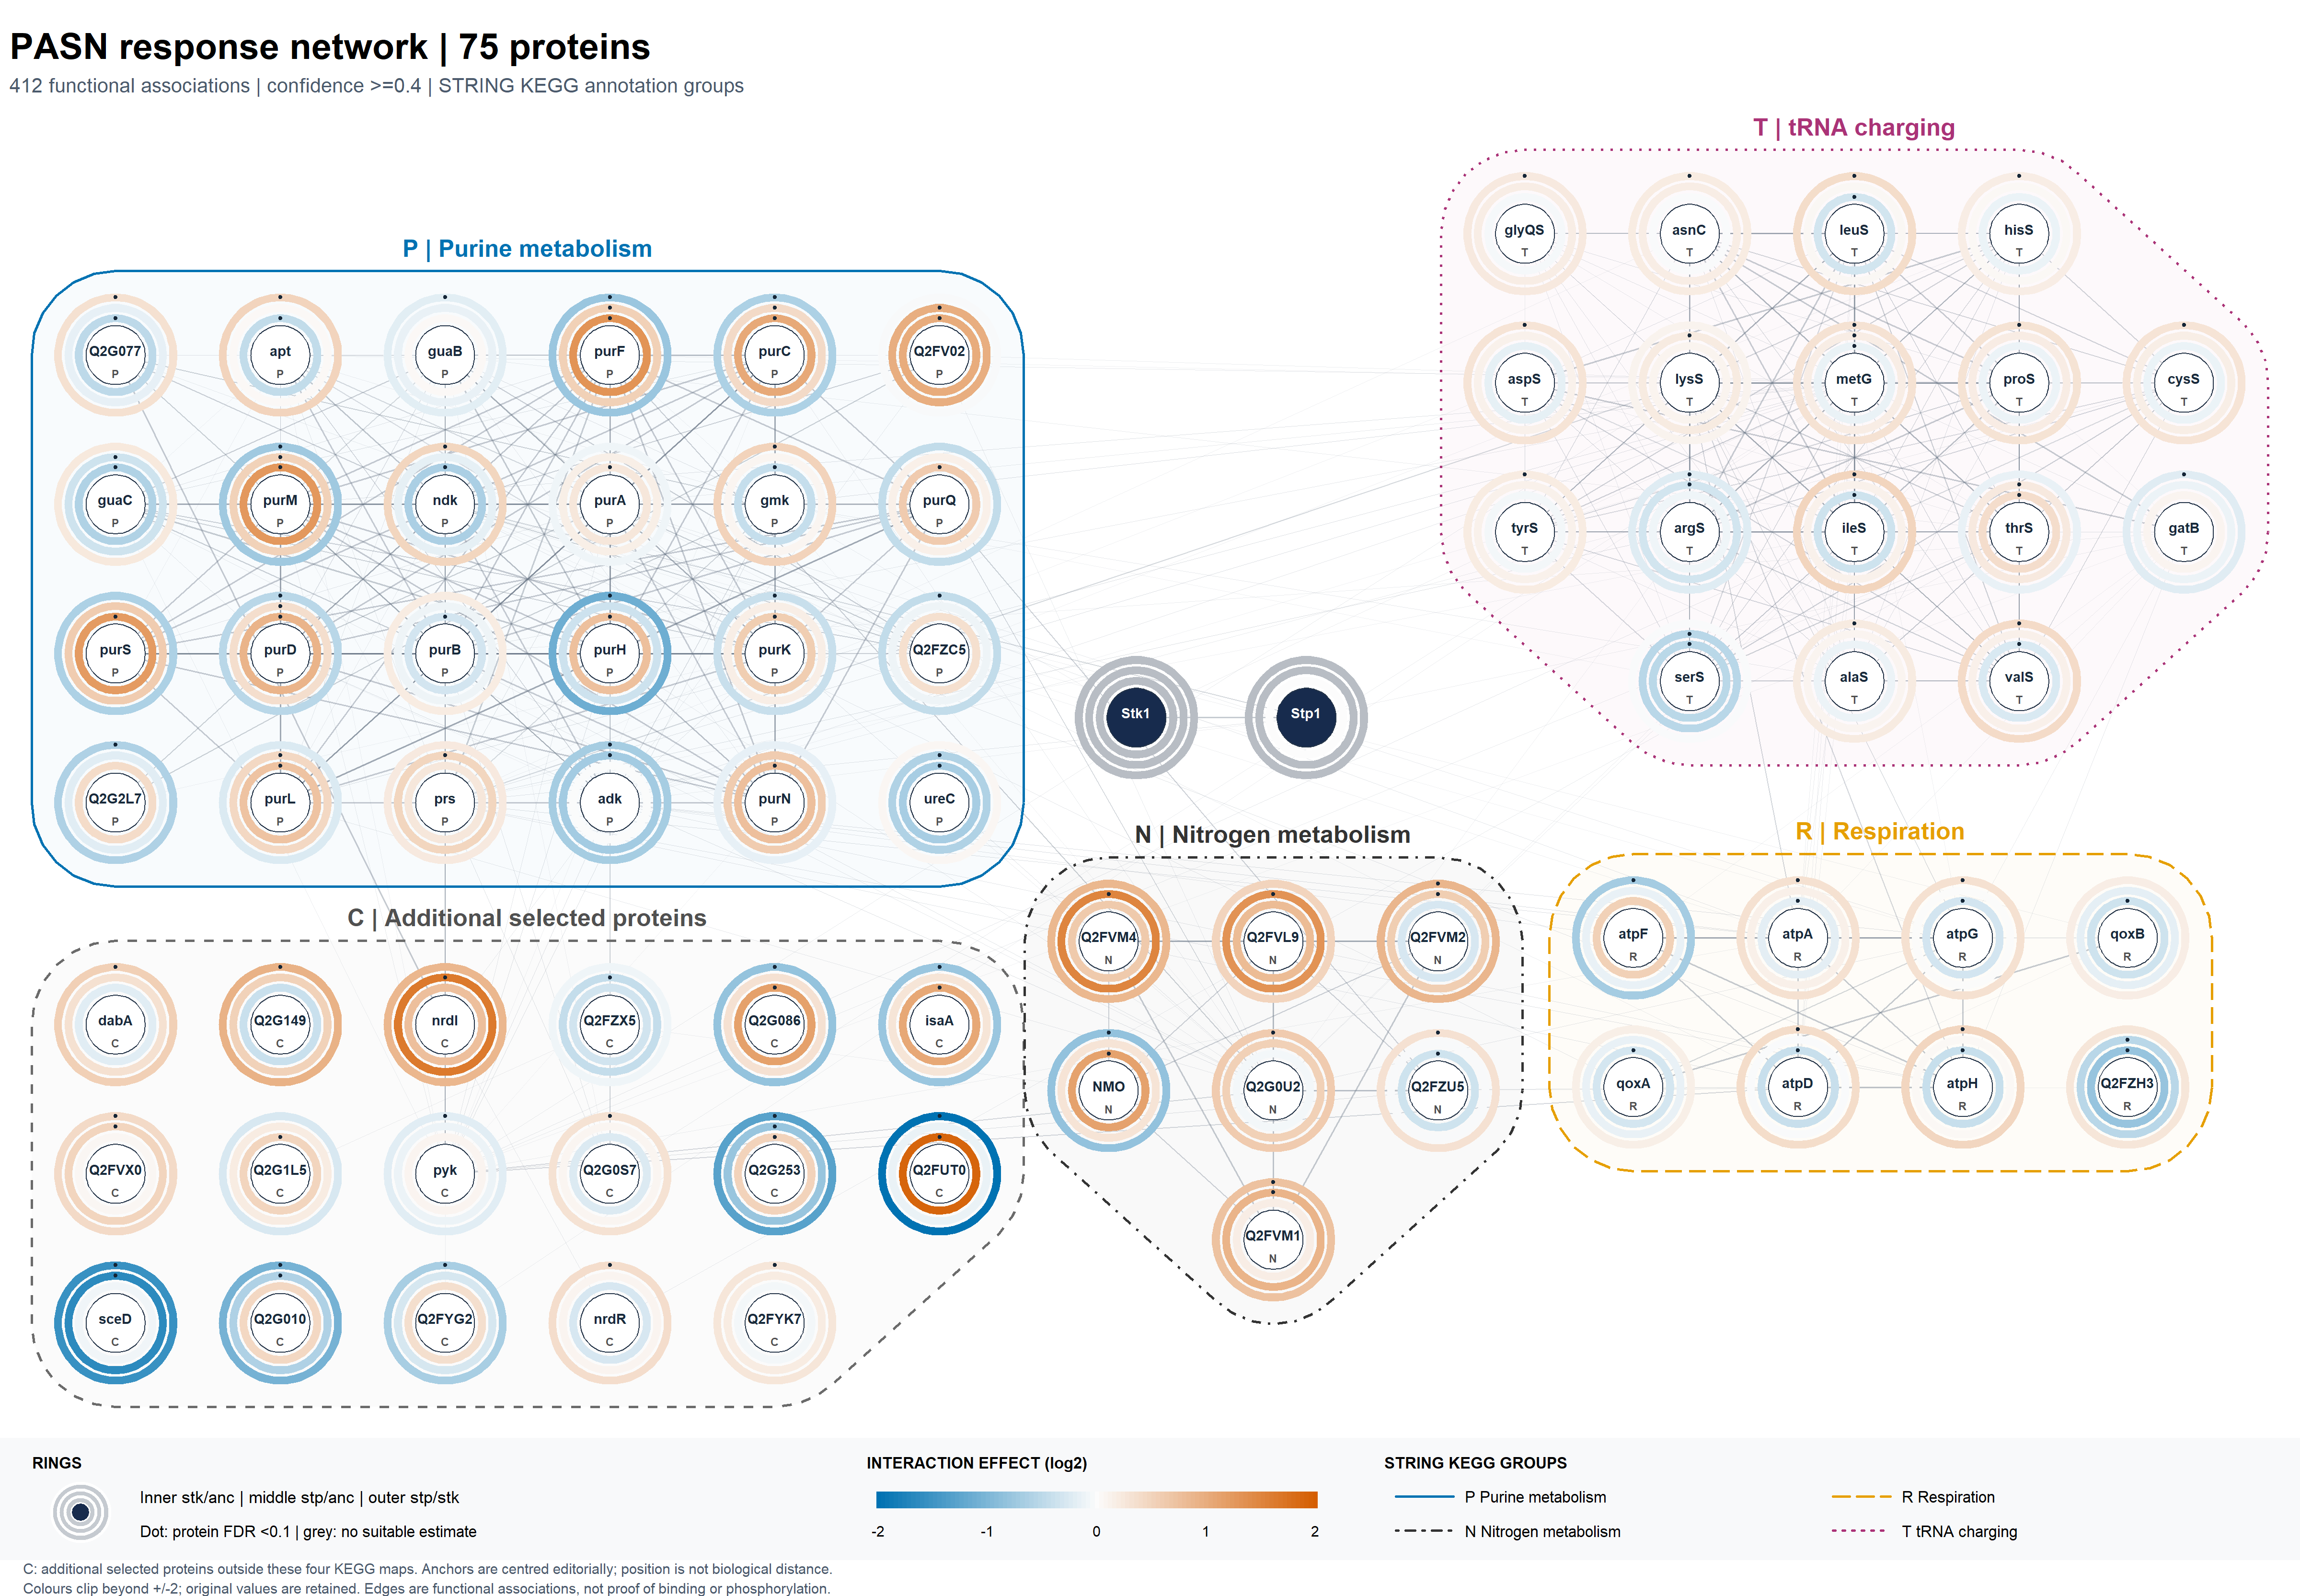 PASN response network | 75 proteins
412 functional associations | confidence >=0.4 | STRING KEGG annotation groups
T | tRNA charging
glyQS
T
asnC
T
leuS
T
hisS
T
aspS
T
lysS
T
metG
T
proS
T
cysS
T
tyrS
T
argS
T
ileS
T
thrS
T
gatB
T
serS
T
alaS
T
valS
T
P | Purine metabolism
Q2G077
P
apt
P
guaB
P
purF
P
purC
P
Q2FV02
P
guaC
P
purM
P
ndk
P
purA
P
gmk
P
purQ
P
purS
P
purD
P
purB
P
purH
P
purK
P
Q2FZC5
P
Q2G2L7
P
purL
P
prs
P
adk
P
purN
P
ureC
P
Stk1
Stp1
N | Nitrogen metabolism
Q2FVM4
N
Q2FVL9
N
Q2FVM2
N
NMO
N
Q2G0U2
N
Q2FZU5
N
Q2FVM1
N
R | Respiration
atpF
R
atpA
R
atpG
R
qoxB
R
qoxA
R
atpD
R
atpH
R
Q2FZH3
R
C | Additional selected proteins
dabA
C
Q2G149
C
nrdI
C
Q2FZX5
C
Q2G086
C
isaA
C
Q2FVX0
C
Q2G1L5
C
pyk
C
Q2G0S7
C
Q2G253
C
Q2FUT0
C
sceD
C
Q2G010
C
Q2FYG2
C
nrdR
C
Q2FYK7
C
RINGS
Inner stk/anc | middle stp/anc | outer stp/stk
Dot: protein FDR <0.1 | grey: no suitable estimate
INTERACTION EFFECT (log2)
-2 -1 0 1 2
STRING KEGG GROUPS
P Purine metabolism
R Respiration
N Nitrogen metabolism
T tRNA charging
C: additional selected proteins outside these four KEGG maps. Anchors are centred editorially; position is not biological distance.
Colours clip beyond +/-2; original values are retained. Edges are functional associations, not proof of binding or phosphorylation.